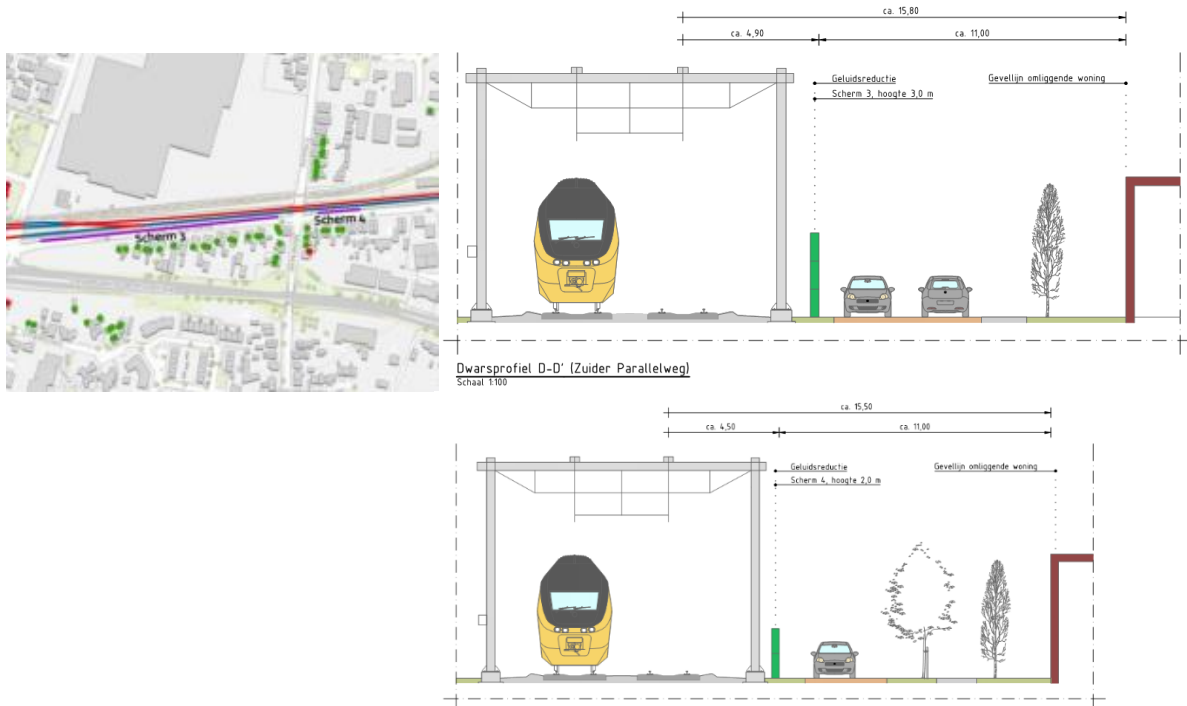 Scherm 3
Scherm 4
ca. 15,80
ca. 4,90
ca. 11,00
Geluidsreductie
Scherm 3, hoogte 3,0 m
Gevellijn omliggende woning
Dwarsprofiel D-D' (Zuider Parallelweg)
Schaal 1:100
ca. 15,50
ca. 4,50
ca. 11,00
Geluidsreductie
Scherm 4, hoogte 2,0 m
Gevellijn omliggende woning